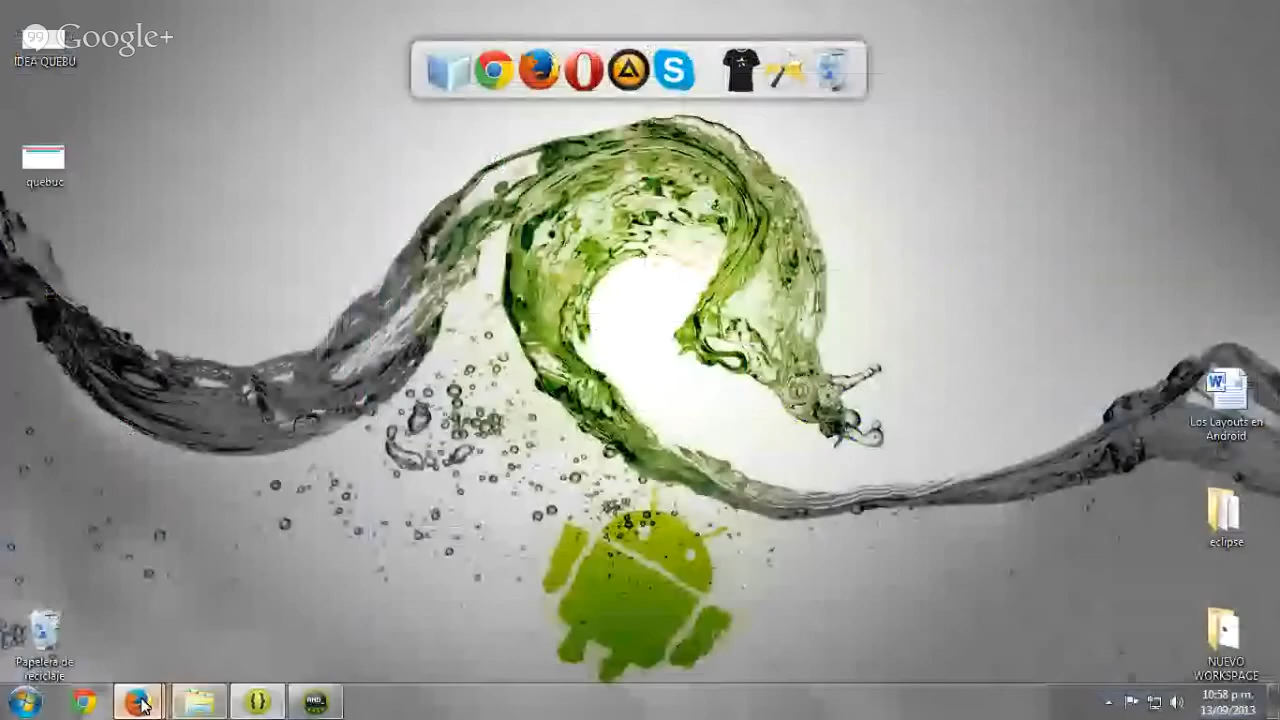 Google+
IDEA QUEBU
quebuc
Los Layouts en
Android
eclipse
NUEVO
WORKSPACE
Papelera de
reciclaje
10:58 p.m.
13/09/2013